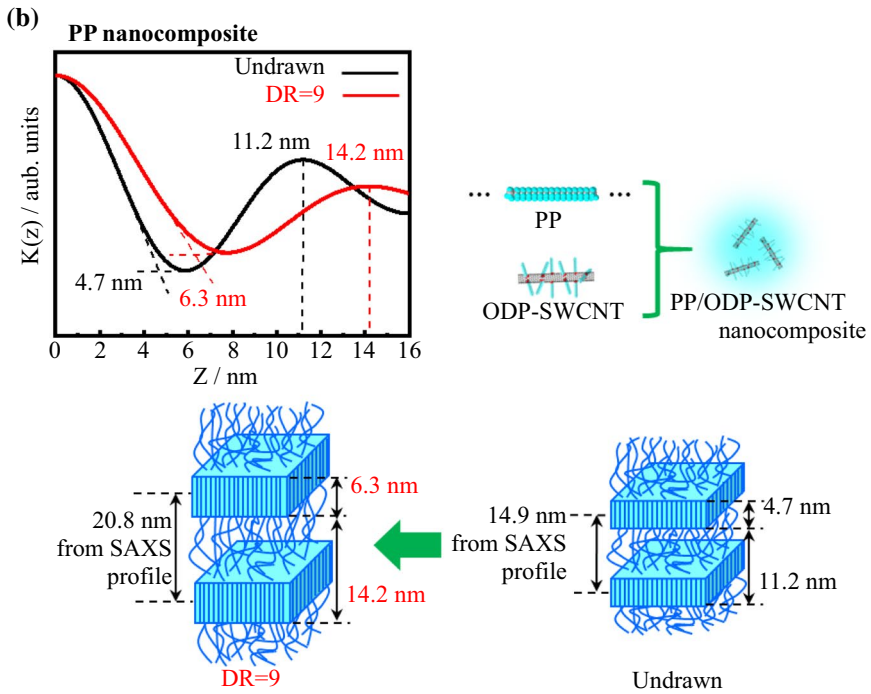 (b)
PP nanocomposite
Undrawn
DR=9
11.2 nm
14.2 nm
4.7 nm
6.3 nm
K(z) / aub. units
0
2
4
6
8
10
12
14
16
Z / nm
... PP ...
ODP-SWCNT
PP/ODP-SWCNT
nanocomposite
20.8 nm
from SAXS
profile
6.3 nm
14.2 nm
DR=9
14.9 nm
from SAXS
profile
4.7 nm
11.2 nm
Undrawn